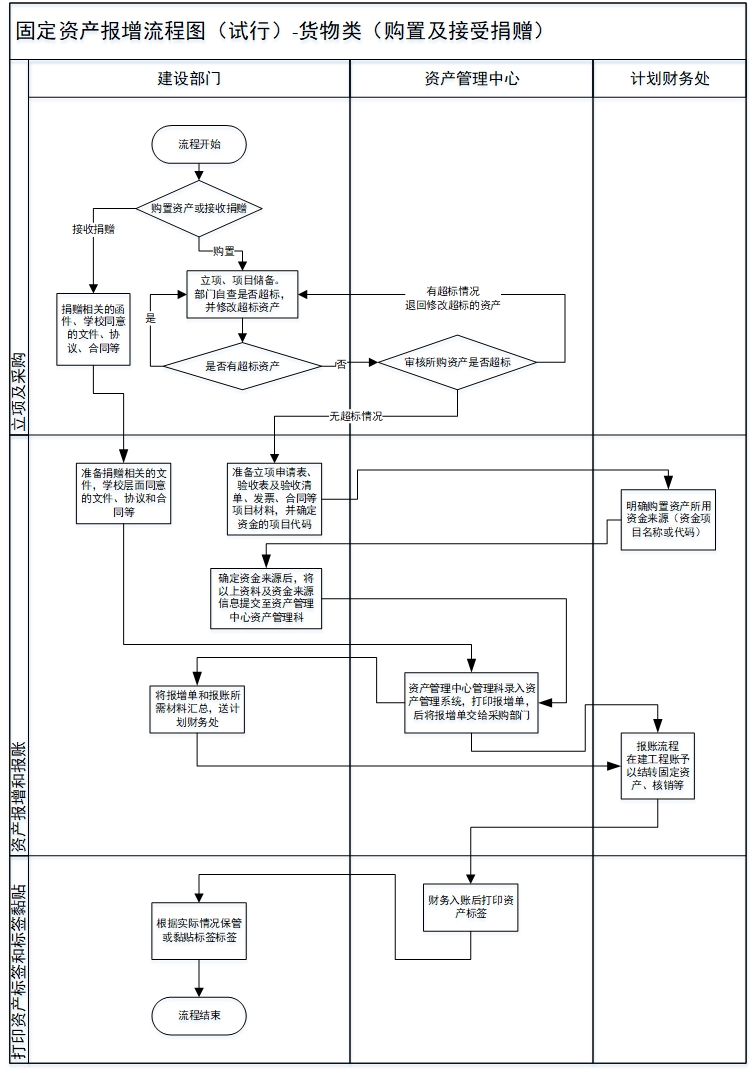 固定资产报增流程图（试行）-货物类（购置及接受捐赠）
建设部门
资产管理中心
计划财务处
立项及采购
流程开始
购置资产或接收捐赠
接收捐赠
购置
立项、项目储备。
部门自查是否超标，
并修改超标资产
有超标情况
退回修改超标的资产
捐赠相关的函
件、学校同意
的文件、协
议、合同等
是
是否有超标资产
否
审核所购资产是否超标
无超标情况
资产报增和报账
准备捐赠相关的文
件，学校层面同意
的文件、协议和合
同等
准备立项申请表、
验收表及验收清
单、发票、合同等
项目材料，并确定
资金的项目代码
明确购置资产所用
资金来源（资金项
目名称或代码）
确定资金来源后，将
以上资料及资金来源
信息提交至资产管理
中心资产管理科
资产管理中心管理科录入资
产管理系统，打印报增单，
后将报增单交给采购部门
将报增单和报账所
需材料汇总，送计
划财务处
报账流程
在建工程账予
以结转固定资
产、核销等
打印资产标签和标签黏贴
财务入账后打印资
产标签
根据实际情况保管
或黏贴标签标签
流程结束